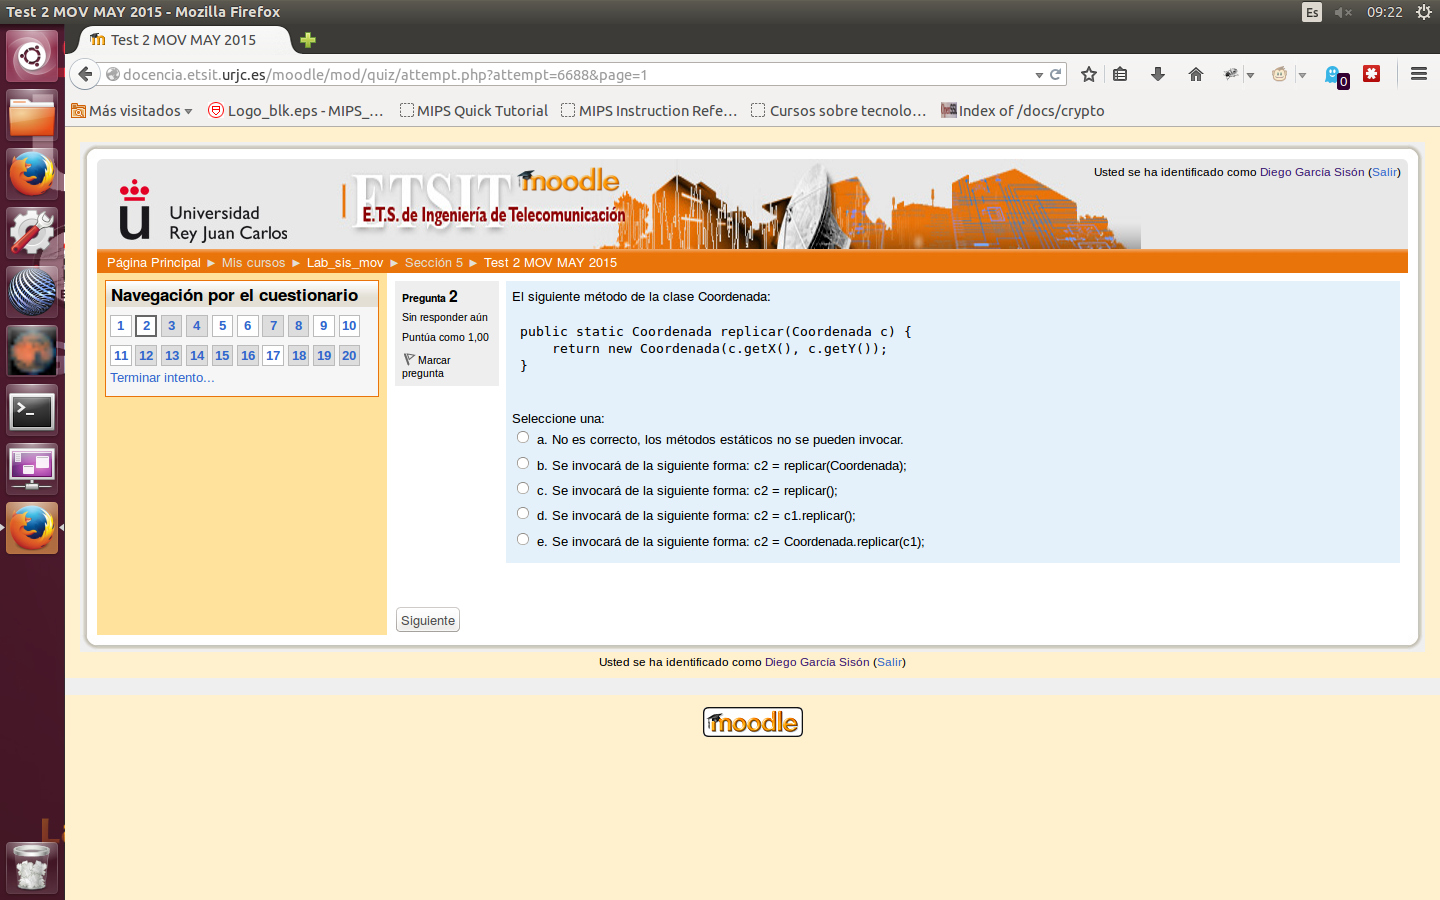 Test 2 MOV MAY 2015 - Mozilla Firefox
Es
09:22
Test 2 MOV MAY 2015
docencia.etsit.urjc.es/moodle/mod/quiz/attempt.php?attempt=6688&page=1
0
Más visitados
Logo_blk.eps - MIPS_...
MIPS Quick Tutorial
MIPS Instruction Refe...
Cursos sobre tecnolo...
Index of /docs/crypto
Universidad
Rey Juan Carlos
ETSIT moodle
E.T.S. de Ingeniería de Telecomunicación
Usted se ha identificado como Diego García Sisón (Salir)
Página Principal ► Mis cursos ► Lab_sis_mov ► Sección 5 ► Test 2 MOV MAY 2015
Navegación por el cuestionario
1 2 3 4 5 6 7 8 9 10
11 12 13 14 15 16 17 18 19 20
Terminar intento...
Pregunta 2
Sin responder aún
Puntúa como 1,00
Marcar
pregunta
El siguiente método de la clase Coordenada:
public static Coordenada replicar(Coordenada c) {
    return new Coordenada(c.getX(), c.getY());
}
Seleccione una:
a. No es correcto, los métodos estáticos no se pueden invocar.
b. Se invocará de la siguiente forma: c2 = replicar(Coordenada);
c. Se invocará de la siguiente forma: c2 = replicar();
d. Se invocará de la siguiente forma: c2 = c1.replicar();
e. Se invocará de la siguiente forma: c2 = Coordenada.replicar(c1);
Siguiente
Usted se ha identificado como Diego García Sisón (Salir)
moodle